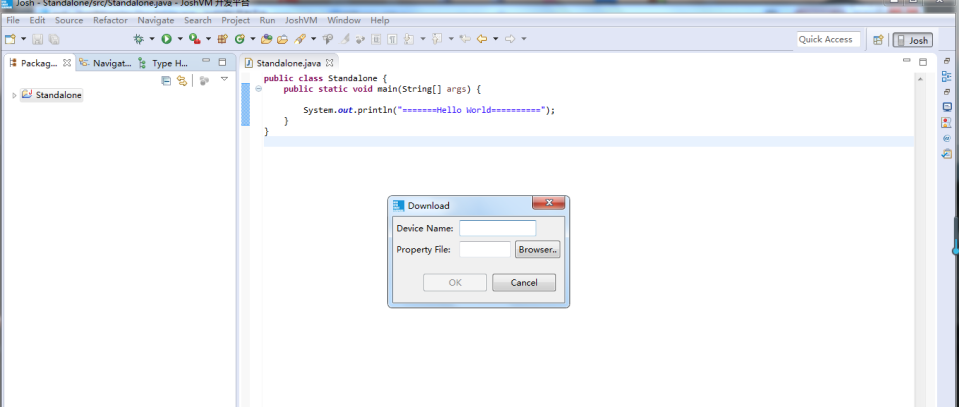 Josh - Standalone/src/Standalone.java - JoshVM 开发平台
File Edit Source Refactor Navigate Search Project Run JoshVM Window Help
Quick Access
Josh
Packag...
Navigat...
Type H...
Standalone.java
Standalone
public class Standalone {
public static void main(String[] args) {
System.out.println("=======Hello World==========");
}
}
Download
Device Name:
Property File:
Browser..
OK
Cancel